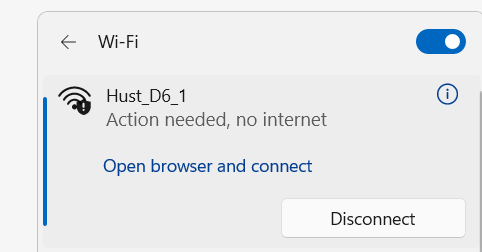 Wi-Fi
Hust_D6_1
Action needed, no internet
Open browser and connect
Disconnect